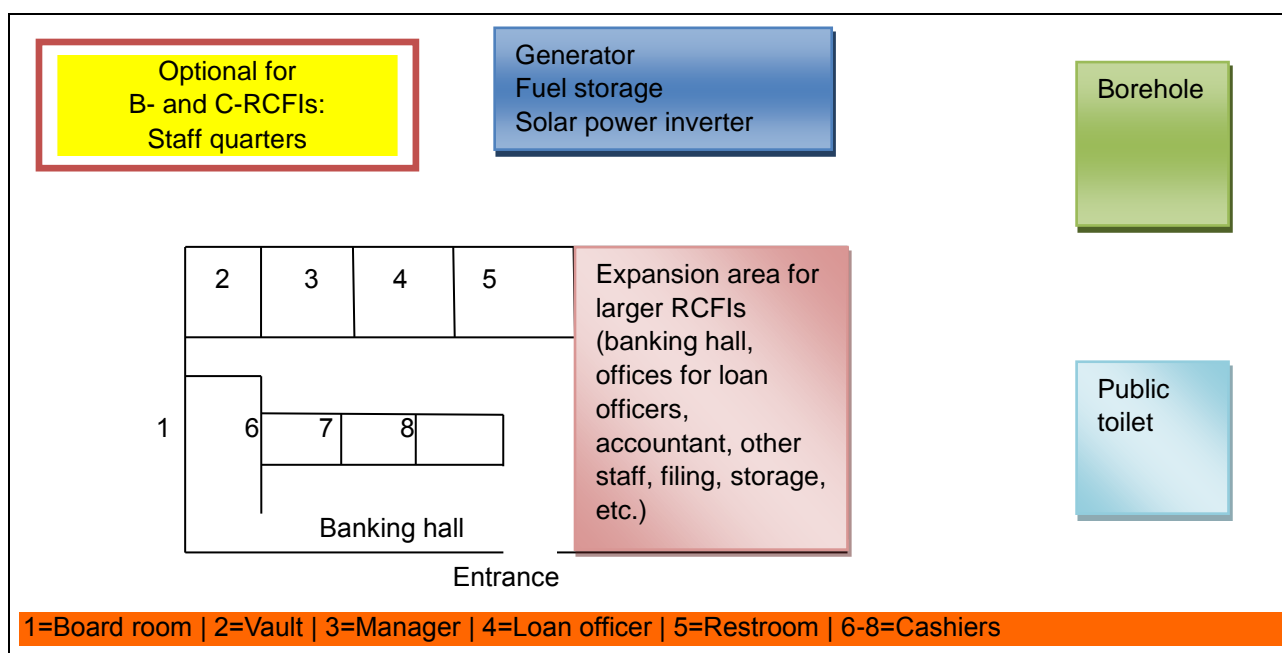 Optional for
B- and C-RCFIs:
Staff quarters
Generator
Fuel storage
Solar power inverter
Borehole
2 3 4 5
Expansion area for
larger RCFIs
(banking hall,
offices for loan
officers,
accountant, other
staff, filing, storage,
etc.)
Public
toilet
1 6 7 8
Banking hall
Entrance
1=Board room | 2=Vault | 3=Manager | 4=Loan officer | 5=Restroom | 6-8=Cashiers